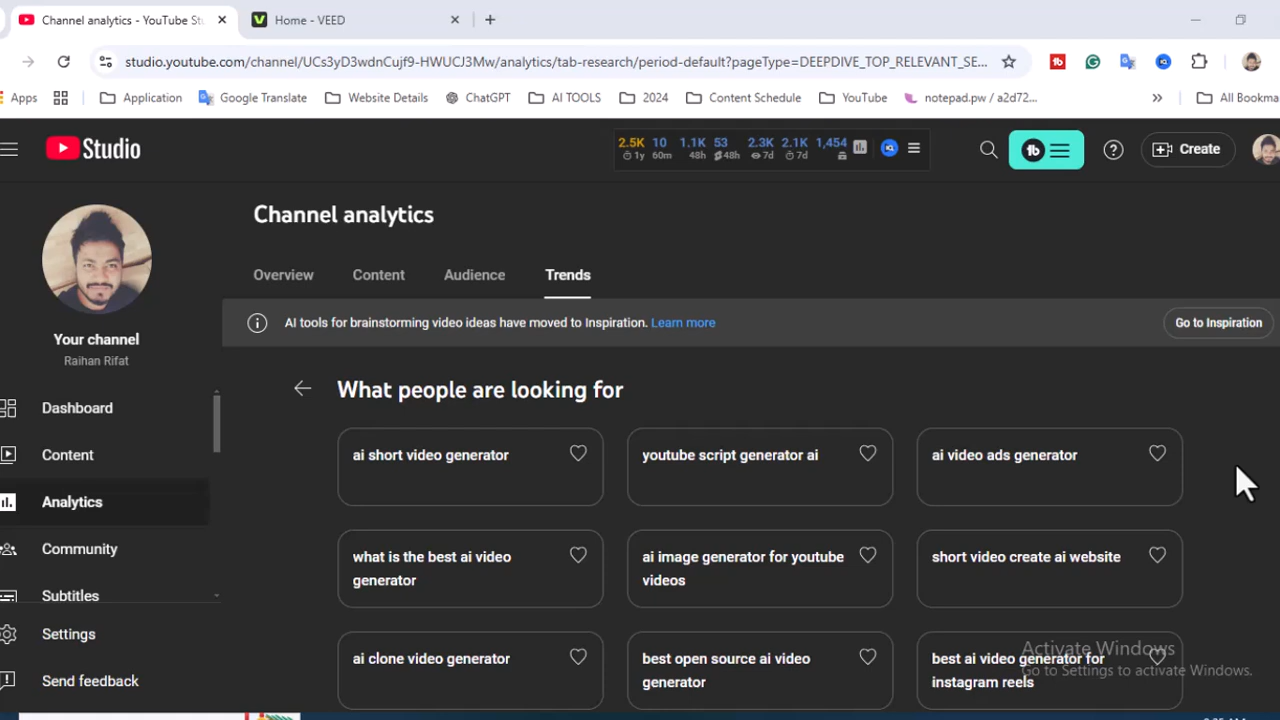 Channel analytics - YouTube Stu
Home - VEED
studio.youtube.com/channel/UCs3yD3wdnCujf9-HWUCJ3Mw/analytics/tab-research/period-default?pageType=DEEPDIVE_TOP_RELEVANT_SE...
Apps
Application
Google Translate
Website Details
ChatGPT
AI TOOLS
2024
Content Schedule
YouTube
notepad.pw / a2d72...
»
All Bookma
Studio
2.5K 10 1.1K 53 2.3K 2.1K 1,454
1y 60m 48h 48h 7d 7d
tb
Create
Your channel
Raihan Rifat
Dashboard
Content
Analytics
Community
Subtitles
Settings
Send feedback
Channel analytics
Overview Content Audience Trends
AI tools for brainstorming video ideas have moved to Inspiration. Learn more
Go to Inspiration
What people are looking for
ai short video generator
youtube script generator ai
ai video ads generator
what is the best ai video
generator
ai image generator for youtube
videos
short video create ai website
ai clone video generator
best open source ai video
generator
best ai video generator for
instagram reels
Activate Windows
Go to Settings to activate Windows.